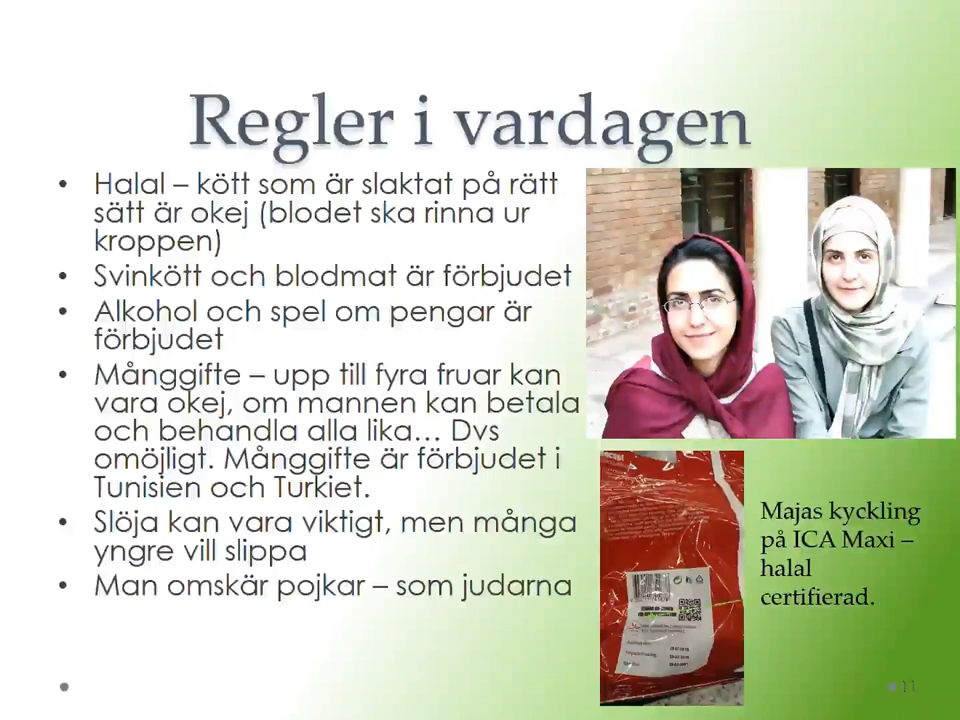 Regler i vardagen
• Halal – kött som är slaktat på rätt
sätt är okej (blodet ska rinna ur
kroppen)
• Svinkött och blodmat är förbjudet
• Alkohol och spel om pengar är
förbjudet
• Månggifte – upp till fyra fruar kan
vara okej, om mannen kan betala
och behandla alla lika... Dvs
omöjligt. Månggifte är förbjudet i
Tunisien och Turkiet.
• Slöja kan vara viktigt, men många
yngre vill slippa
• Man omskär pojkar – som judarna
Majas kyckling
på ICA Maxi –
halal
certifierad.
11